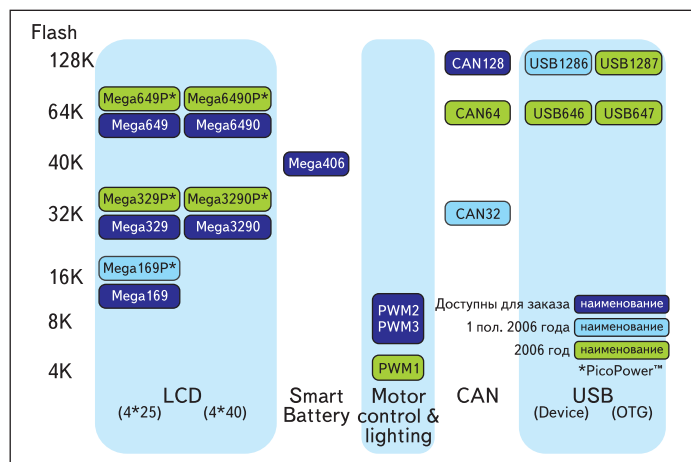 Flash
128K
CAN128
USB1286
USB1287
Mega649P*
Mega6490P*
64K
Mega649
Mega6490
CAN64
USB646
USB647
40K
Mega406
Mega329P*
Mega3290P*
32K
Mega329
Mega3290
CAN32
Mega169P*
16K
Mega169
Доступны для заказа наименование
PWM2
8K
PWM3
1 пол. 2006 года наименование
2006 год наименование
4K
PWM1
*PicoPower™
LCD
(4*25) (4*40)
Smart
Battery
Motor
control &
lighting
CAN
USB
(Device) (OTG)